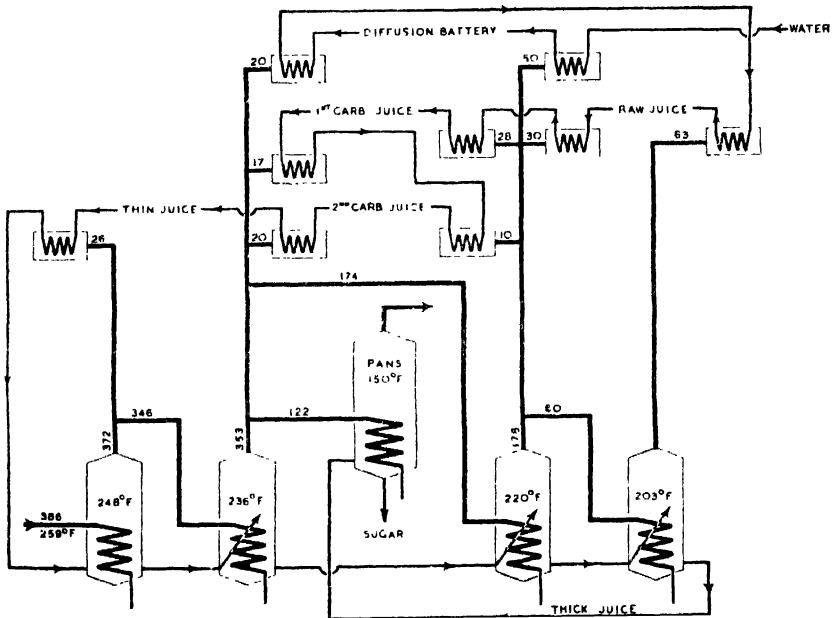 DIFFUSION BATTERY
WATER
20
50
1ST CARB JUICE
RAW JUICE
28
30
63
17
THIN JUICE
2ND CARB JUICE
26
20
10
174
PANS
150°F
346
122
60
372
353
175
248°F
236°F
220°F
203°F
386
259°F
SUGAR
THICK JUICE